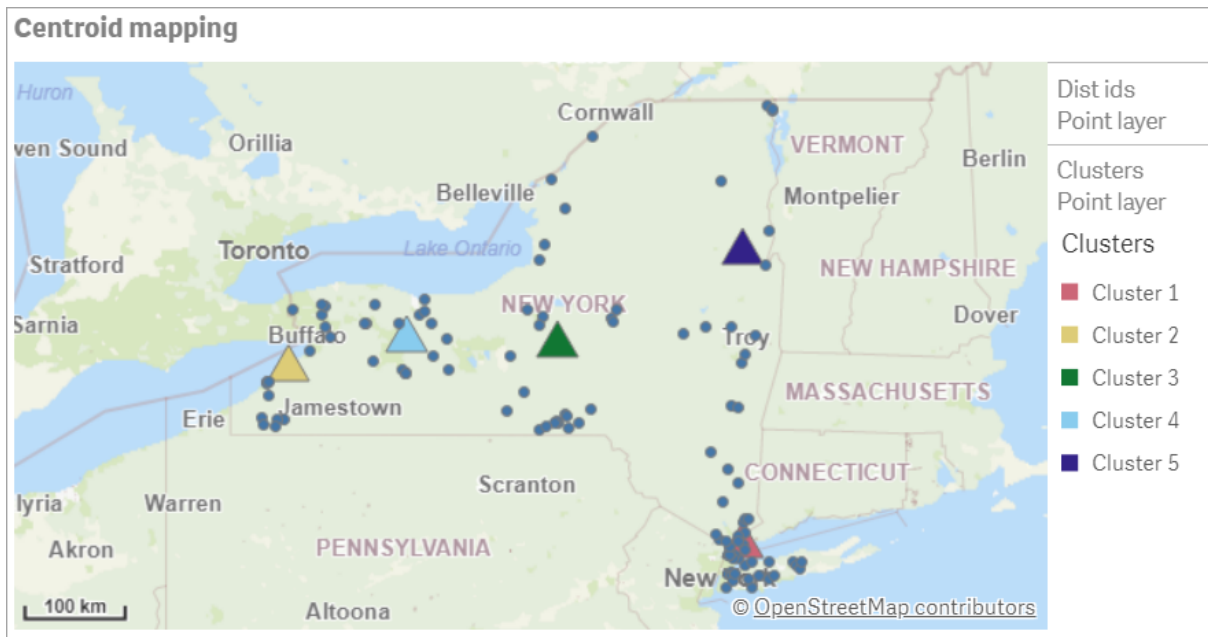 Centroid mapping
Huron
Cornwall
Dist ids
Point layer
wen Sound
Orillia
VERMONT
Berlin
Clusters
Point layer
Belleville
Montpelier
Toronto
Lake Ontario
Clusters
Stratford
NEW HAMPSHIRE
Cluster 1
NEW YORK
Sarnia
Buffalo
Troy
Dover
Cluster 2
Cluster 3
Erie
Jamestown
MASSACHUSETTS
Cluster 4
Scranton
CONNECTICUT
Cluster 5
lyria
Warren
Akron
PENNSYLVANIA
New
100 km
Altoona
© OpenStreetMap contributors